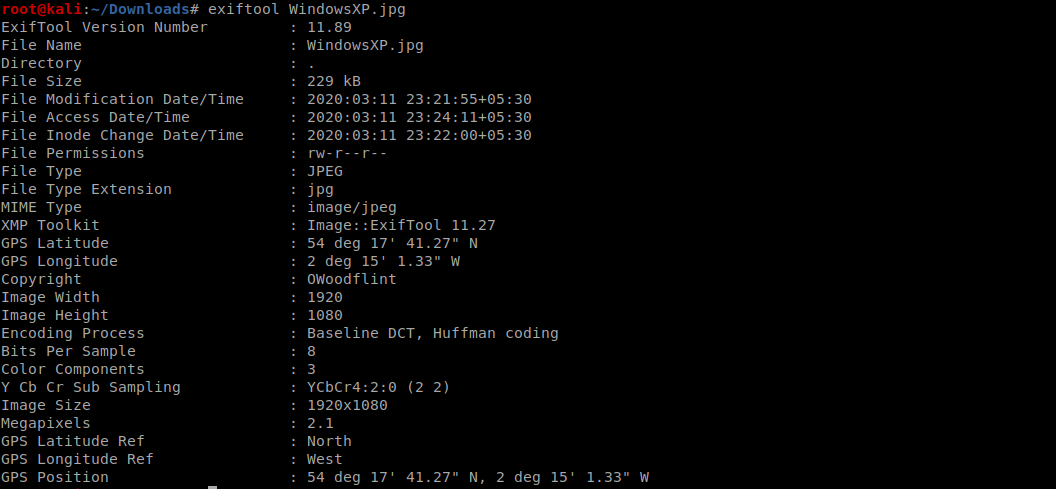 root@kali:~/Downloads# exiftool WindowsXP.jpg
ExifTool Version Number         : 11.89
File Name                       : WindowsXP.jpg
Directory                       : .
File Size                       : 229 kB
File Modification Date/Time     : 2020:03:11 23:21:55+05:30
File Access Date/Time           : 2020:03:11 23:24:11+05:30
File Inode Change Date/Time     : 2020:03:11 23:22:00+05:30
File Permissions                : rw-r--r--
File Type                       : JPEG
File Type Extension             : jpg
MIME Type                       : image/jpeg
XMP Toolkit                     : Image::ExifTool 11.27
GPS Latitude                    : 54 deg 17' 41.27" N
GPS Longitude                   : 2 deg 15' 1.33" W
Copyright                       : OWoodflint
Image Width                     : 1920
Image Height                    : 1080
Encoding Process                : Baseline DCT, Huffman coding
Bits Per Sample                 : 8
Color Components                : 3
Y Cb Cr Sub Sampling            : YCbCr4:2:0 (2 2)
Image Size                      : 1920x1080
Megapixels                      : 2.1
GPS Latitude Ref                : North
GPS Longitude Ref               : West
GPS Position                    : 54 deg 17' 41.27" N, 2 deg 15' 1.33" W